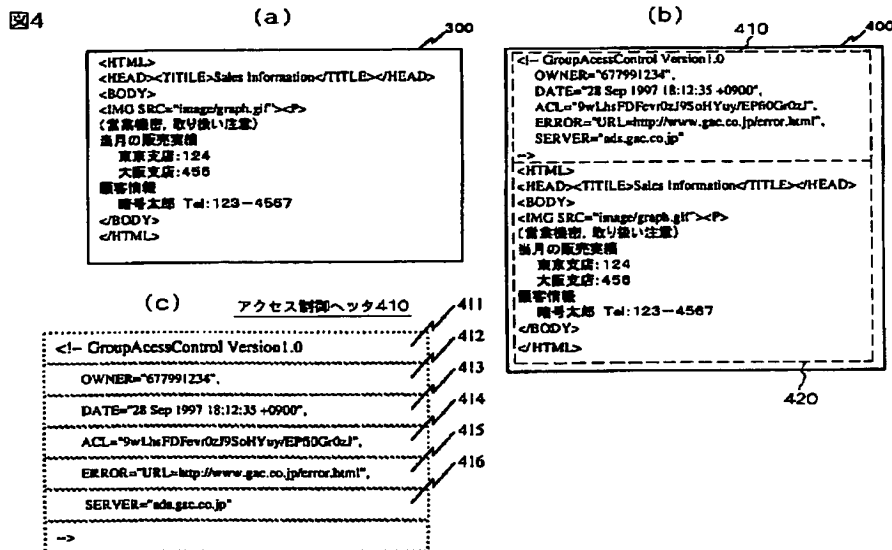 図4
(a)
300
<HTML>
<HEAD><TITILE>Sales Information</TITLE></HEAD>
<BODY>
<IMG SRC="image/graph.gif"><P>
(営業機密, 取り扱い注意)
当月の販売実績
東京支店:124
大阪支店:456
顧客情報
暗号太郎 Tel:123-4567
</BODY>
</HTML>
(b)
410
400
<!-- GroupAcessControl Version1.0
OWNER="677991234",
DATE="28 Sep 1997 18:12:35 +0900",
ACL="9wLhsFDFevr0zJ9SoHYuy/EPfi0Gr0zJ",
ERROR="URL=http://www.gac.co.jp/error.html",
SERVER="ads.gac.co.jp"
-->
<HTML>
<HEAD><TITILE>Sales Information</TITLE></HEAD>
<BODY>
<IMG SRC="image/graph.gif"><P>
(営業機密, 取り扱い注意)
当月の販売実績
東京支店:124
大阪支店:456
顧客情報
暗号太郎 Tel:123-4567
</BODY>
</HTML>
420
(c)
アクセス制御ヘッタ410
411
<!-- GroupAcessControl Version1.0
412
OWNER="677991234",
413
DATE="28 Sep 1997 18:12:35 +0900",
414
ACL="9wLhsFDFevr0zJ9SoHYuy/EPfi0Gr0zJ",
415
ERROR="URL=http://www.gac.co.jp/error.html",
416
SERVER="ads.gac.co.jp"
-->